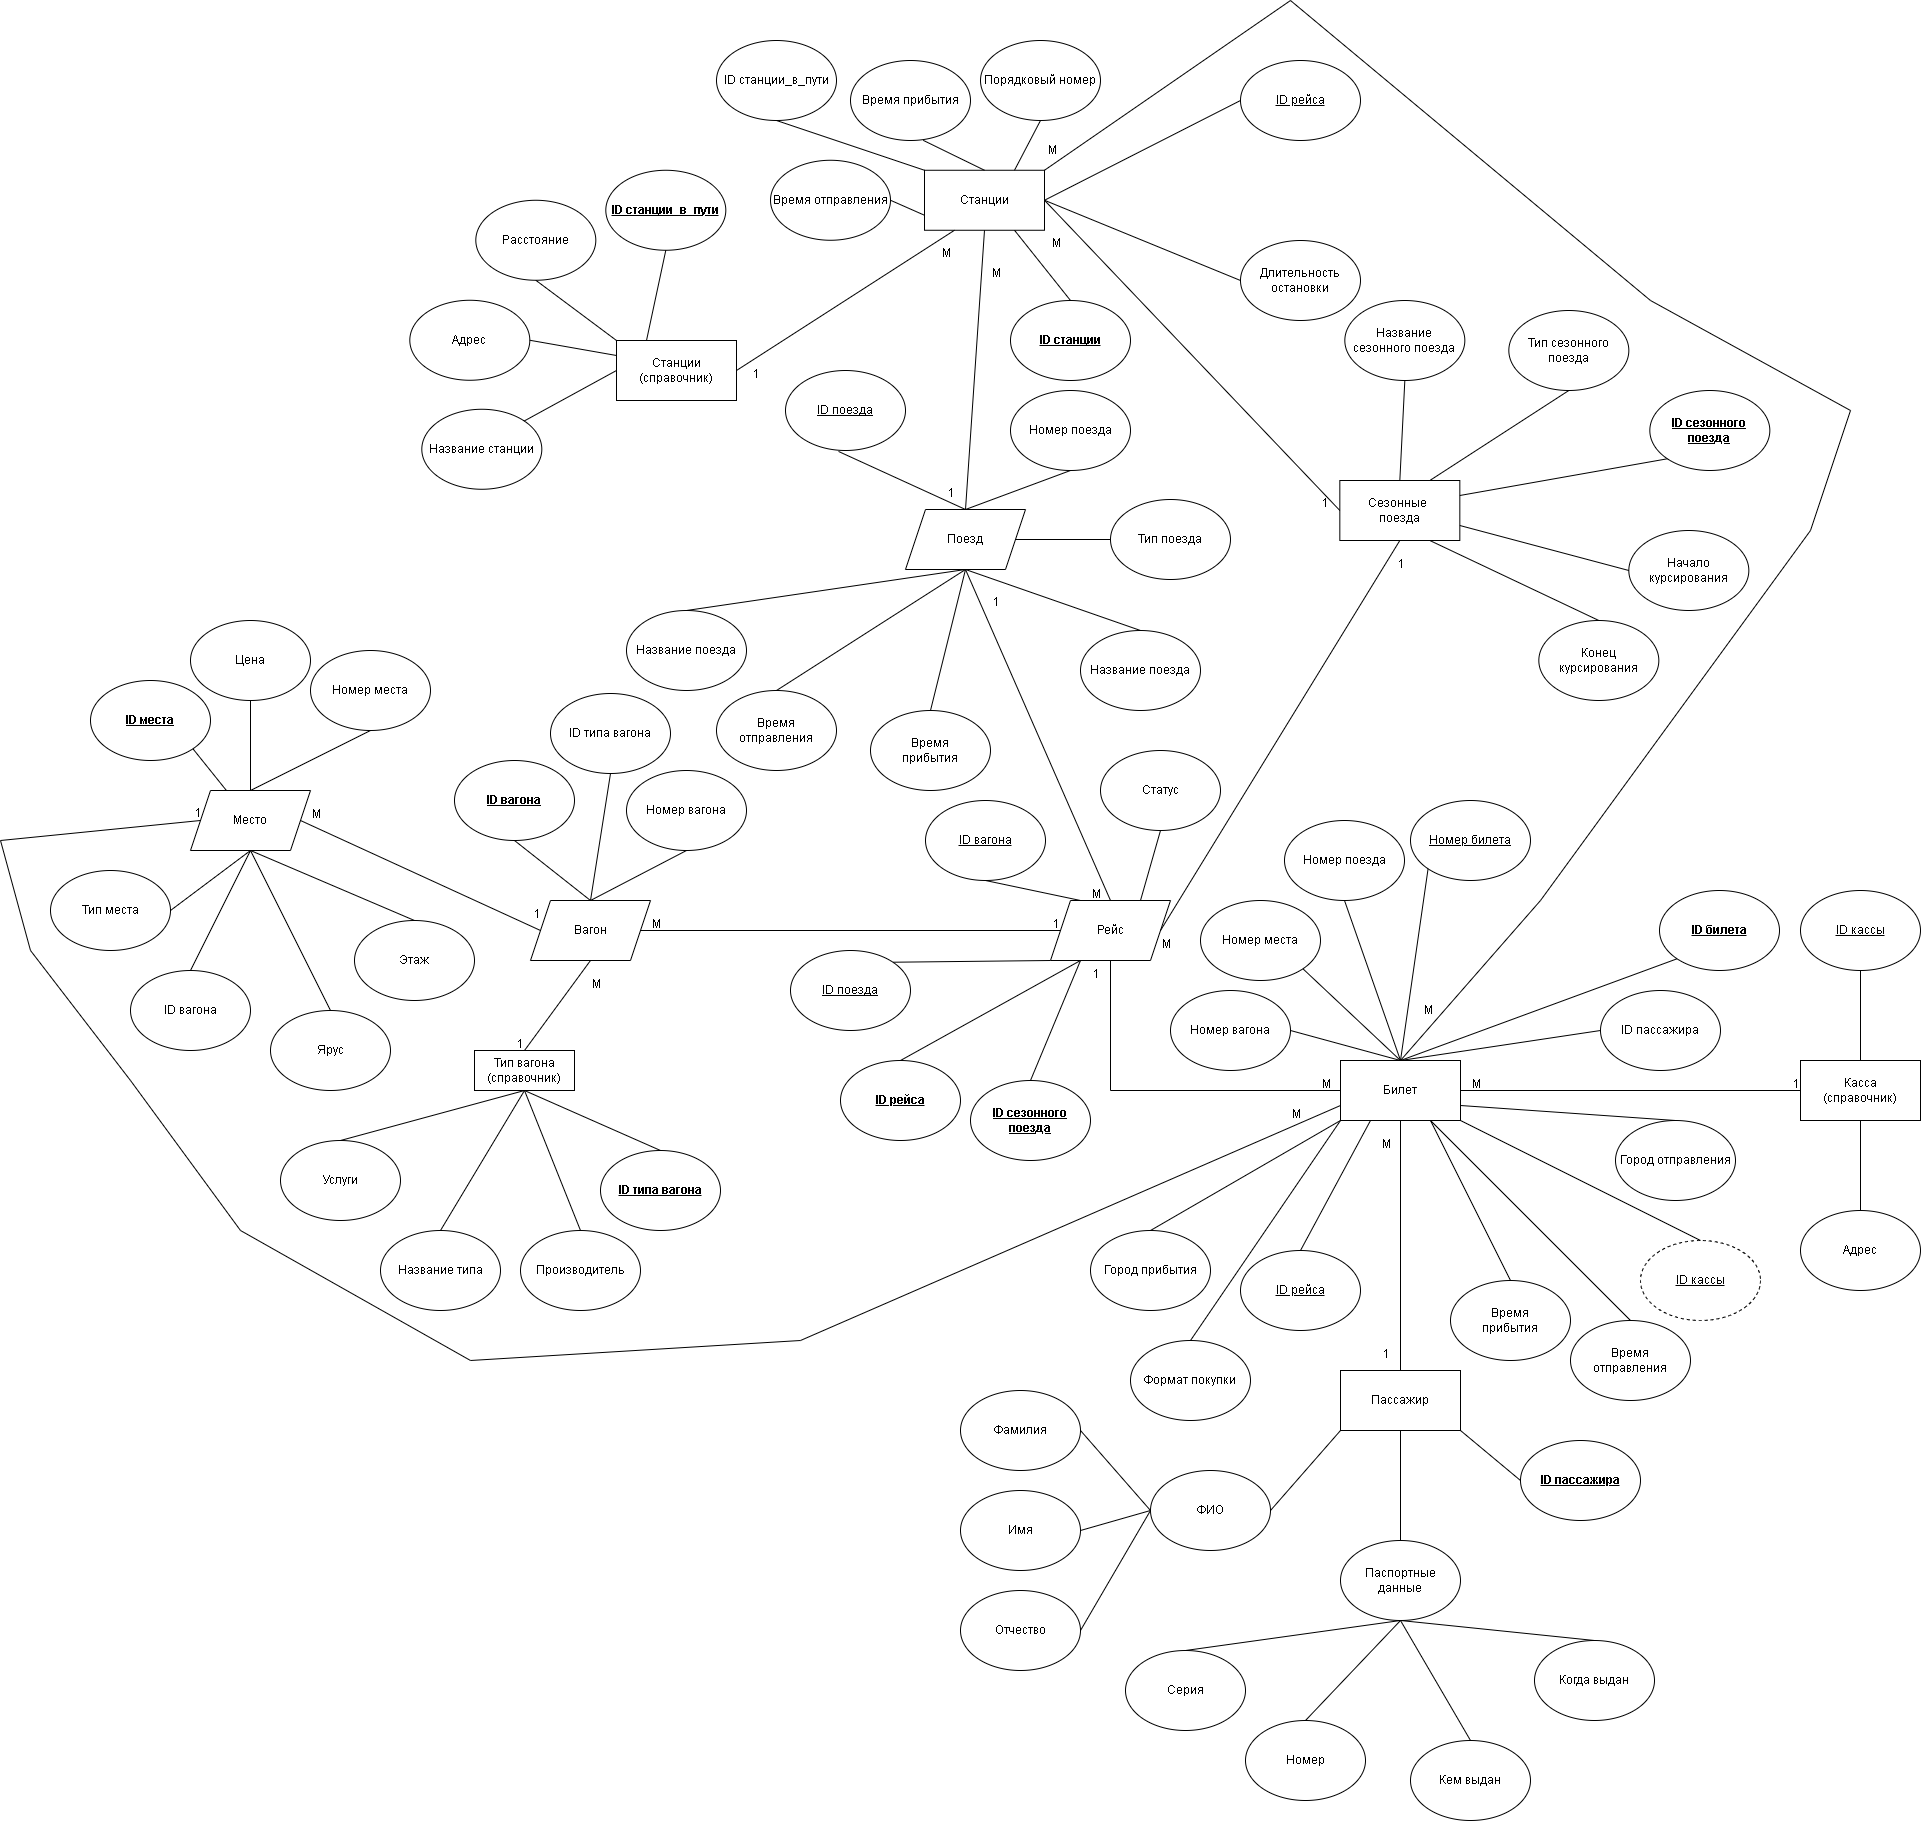 ID станции_в_пути
Время прибытия
Порядковый номер
ID рейса
М
Время отправления
Станции
ID станции_в_пути
Расстояние
М
М
М
Длительность
остановки
Адрес
Станции
(справочник)
1
ID станции
Название
сезонного поезда
Тип сезонного
поезда
ID поезда
Номер поезда
ID сезонного
поезда
Название станции
1
1
Сезонные
поезда
Поезд
Тип поезда
1
Начало
курсирования
1
Название поезда
Название поезда
Конец
курсирования
Цена
Номер места
ID места
ID типа вагона
Время
отправления
Время
прибытия
Статус
ID вагона
Номер вагона
1
Место
М
ID вагона
Номер поезда
Номер билета
М
Тип места
1
Вагон
М
1
Рейс
М
Этаж
Номер места
ID билета
ID кассы
М
ID поезда
1
ID вагона
Ярус
Номер вагона
М
ID пассажира
1
Тип вагона
(справочник)
ID рейса
ID сезонного
поезда
М
Билет
М
1
Касса
(справочник)
М
М
Услуги
ID типа вагона
Город отправления
Название типа
Производитель
Город прибытия
ID рейса
Время
прибытия
ID кассы
Адрес
1
Время
отправления
Формат покупки
Пассажир
Фамилия
ID пассажира
ФИО
Имя
Паспортные
данные
Отчество
Серия
Когда выдан
Номер
Кем выдан